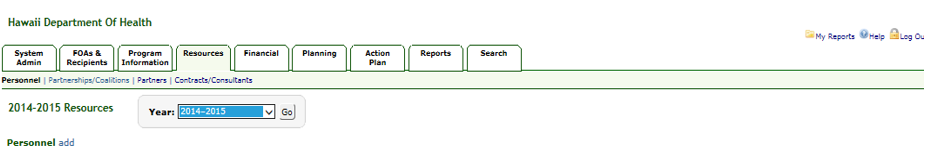 Hawaii Department Of Health
My Reports Help Log Ou
System Admin FOAs & Recipients Program Information Resources Financial Planning Action Plan Reports Search
Personnel | Partnerships/Coalitions | Partners | Contracts/Consultants
2014-2015 Resources Year: 2014-2015 Go
Personnel add